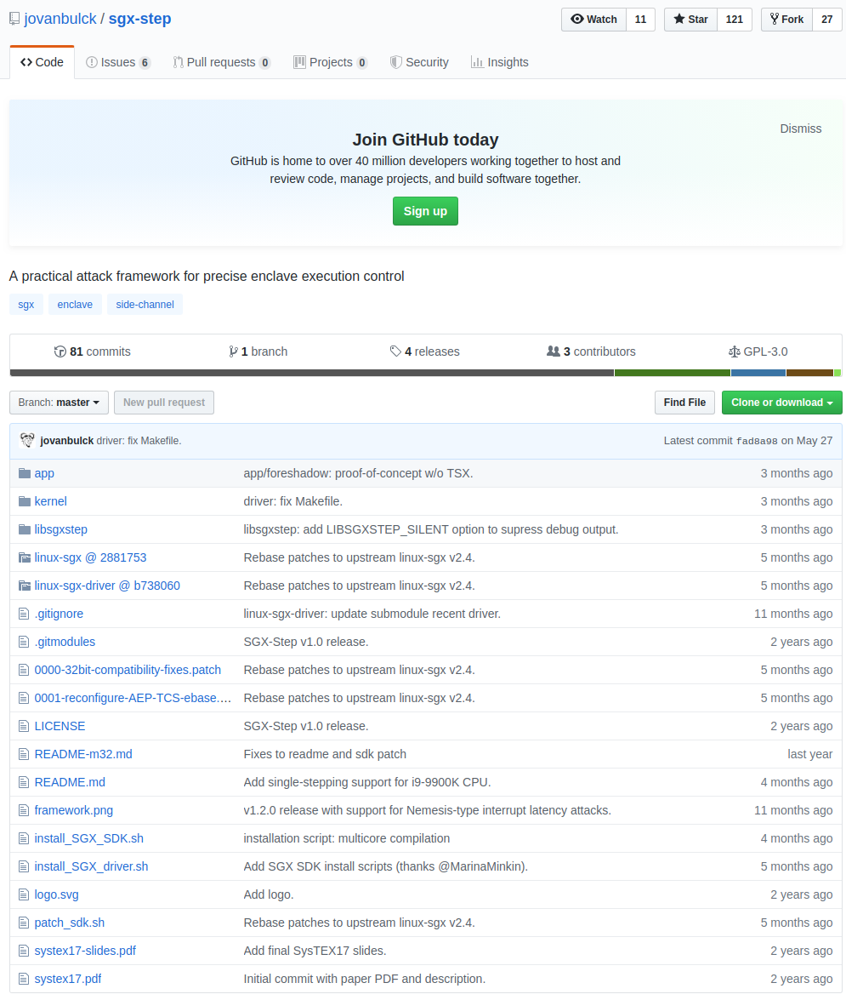 jovanbulck / sgx-step Watch 11 Star 121 Fork 27
Code Issues 6 Pull requests 0 Projects 0 Security Insights
Dismiss
Join GitHub today
GitHub is home to over 40 million developers working together to host and
review code, manage projects, and build software together.
Sign up
A practical attack framework for precise enclave execution control
sgx enclave side-channel
81 commits 1 branch 4 releases 3 contributors GPL-3.0
Branch: master New pull request Find File Clone or download
jovanbulck driver: fix Makefile. Latest commit fad8a98 on May 27
app app/foreshadow: proof-of-concept w/o TSX. 3 months ago
kernel driver: fix Makefile. 3 months ago
libsgxstep libsgxstep: add LIBSGXSTEP_SILENT option to supress debug output. 3 months ago
linux-sgx @ 2881753 Rebase patches to upstream linux-sgx v2.4. 5 months ago
linux-sgx-driver @ b738060 Rebase patches to upstream linux-sgx v2.4. 5 months ago
.gitignore linux-sgx-driver: update submodule recent driver. 11 months ago
.gitmodules SGX-Step v1.0 release. 2 years ago
0000-32bit-compatibility-fixes.patch Rebase patches to upstream linux-sgx v2.4. 5 months ago
0001-reconfigure-AEP-TCS-ebase.… Rebase patches to upstream linux-sgx v2.4. 5 months ago
LICENSE SGX-Step v1.0 release. 2 years ago
README-m32.md Fixes to readme and sdk patch last year
README.md Add single-stepping support for i9-9900K CPU. 4 months ago
framework.png v1.2.0 release with support for Nemesis-type interrupt latency attacks. 11 months ago
install_SGX_SDK.sh installation script: multicore compilation 4 months ago
install_SGX_driver.sh Add SGX SDK install scripts (thanks @MarinaMinkin). 5 months ago
logo.svg Add logo. 2 years ago
patch_sdk.sh Rebase patches to upstream linux-sgx v2.4. 5 months ago
systex17-slides.pdf Add final SysTEX17 slides. 2 years ago
systex17.pdf Initial commit with paper PDF and description. 2 years ago